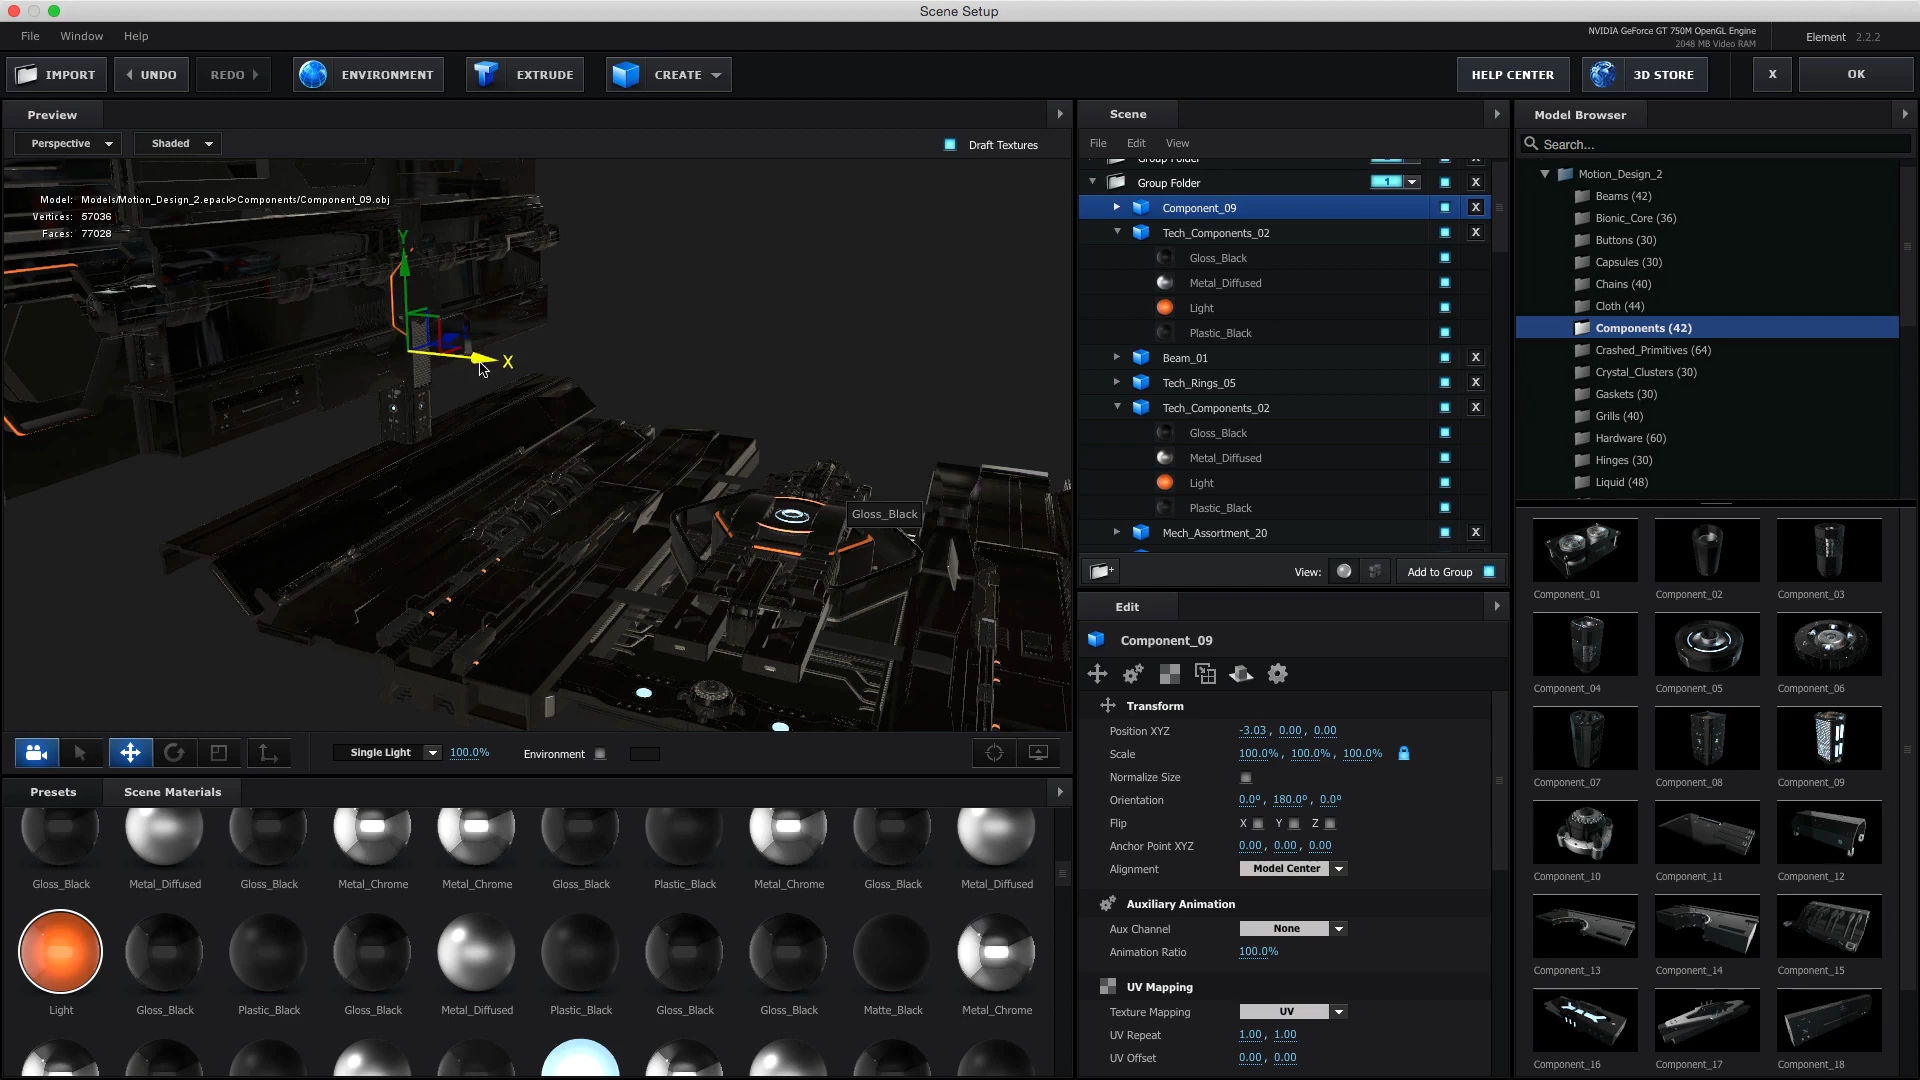 Scene Setup
File Window Help
NVIDIA GeForce GT 750M OpenGL Engine
2048 MB Video RAM
Element 2.2.2
IMPORT UNDO REDO ENVIRONMENT EXTRUDE CREATE HELP CENTER 3D STORE X OK
Preview
Perspective Shaded Draft Textures
Model: Models/Motion_Design_2.epack>Components/Component_09.obj
Vertices: 57036
Faces: 77028
Y
X
Gloss_Black
Single Light 100.0% Environment
Presets Scene Materials
Gloss_Black Metal_Diffused Gloss_Black Metal_Chrome Metal_Chrome Gloss_Black Plastic_Black Metal_Chrome Gloss_Black Metal_Diffused
Light Gloss_Black Plastic_Black Gloss_Black Metal_Diffused Plastic_Black Gloss_Black Gloss_Black Matte_Black Metal_Chrome
Scene
File Edit View
Group Folder X
Group Folder 1 X
Component_09 X
Tech_Components_02 X
Gloss_Black
Metal_Diffused
Light
Plastic_Black
Beam_01 X
Tech_Rings_05 X
Tech_Components_02 X
Gloss_Black
Metal_Diffused
Light
Plastic_Black
Mech_Assortment_20 X
View: Add to Group
Edit
Component_09
Transform
Position XYZ -3.03, 0.00, 0.00
Scale 100.0%, 100.0%, 100.0%
Normalize Size
Orientation 0.0º, 180.0º, 0.0º
Flip X Y Z
Anchor Point XYZ 0.00, 0.00, 0.00
Alignment Model Center
Auxiliary Animation
Aux Channel None
Animation Ratio 100.0%
UV Mapping
Texture Mapping UV
UV Repeat 1.00, 1.00
UV Offset 0.00, 0.00
Model Browser
Search...
Motion_Design_2
Beams (42)
Bionic_Core (36)
Buttons (30)
Capsules (30)
Chains (40)
Cloth (44)
Components (42)
Crashed_Primitives (64)
Crystal_Clusters (30)
Gaskets (30)
Grills (40)
Hardware (60)
Hinges (30)
Liquid (48)
Component_01 Component_02 Component_03
Component_04 Component_05 Component_06
Component_07 Component_08 Component_09
Component_10 Component_11 Component_12
Component_13 Component_14 Component_15
Component_16 Component_17 Component_18